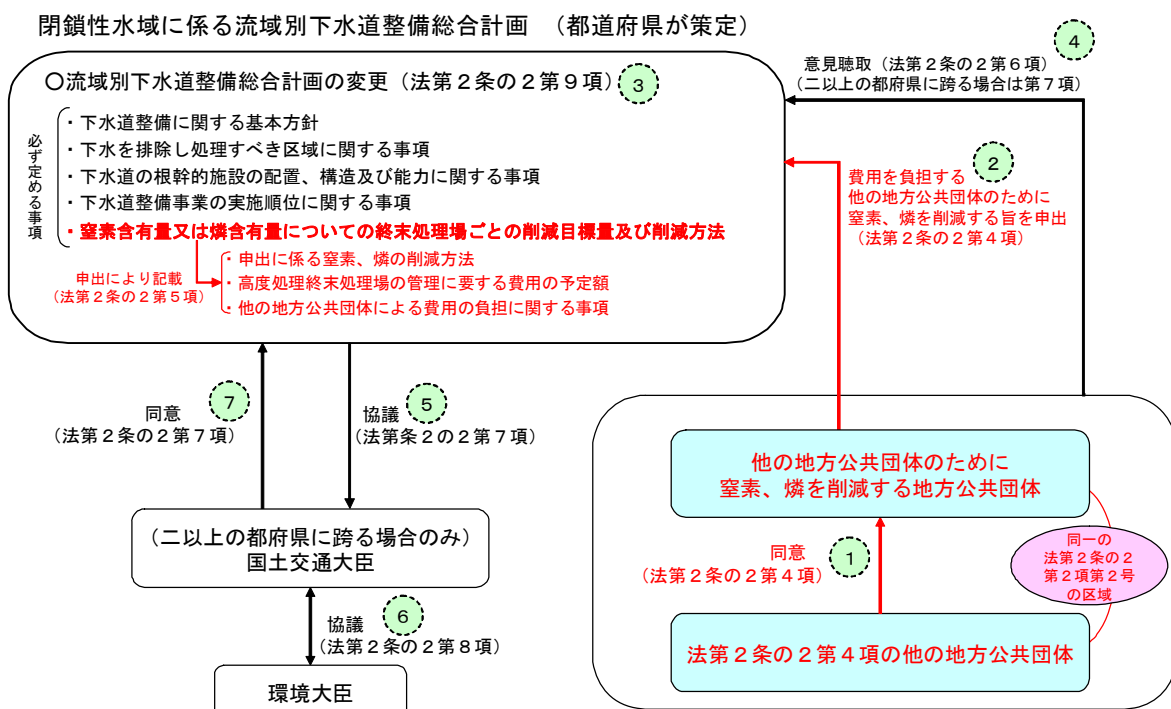 閉鎖性水域に係る流域別下水道整備総合計画　（都道府県が策定）
④
意見聴取（法第２条の２第６項）
（二以上の都府県に跨る場合は第７項）
〇流域別下水道整備総合計画の変更（法第２条の２第９項）
③
必ず定める事項
・下水道整備に関する基本方針
・下水を排除し処理すべき区域に関する事項
・下水道の根幹的施設の配置、構造及び能力に関する事項
・下水道整備事業の実施順位に関する事項
・窒素含有量又は燐含有量についての終末処理場ごとの削減目標量及び削減方法
申出により記載
（法第２条の２第５項）
・申出に係る窒素、燐の削減方法
・高度処理終末処理場の管理に要する費用の予定額
・他の地方公共団体による費用の負担に関する事項
②
費用を負担する
他の地方公共団体のために
窒素、燐を削減する旨を申出
（法第２条の２第４項）
⑦
同意
（法第２条の２第７項）
⑤
協議
（法第条２の２第７項）
（二以上の都府県に跨る場合のみ）
国土交通大臣
⑥
協議
（法第２条の２第８項）
環境大臣
他の地方公共団体のために
窒素、燐を削減する地方公共団体
①
同意
（法第２条の２第４項）
同一の
法第２条の２
第２項第２号
の区域
法第２条の２第４項の他の地方公共団体